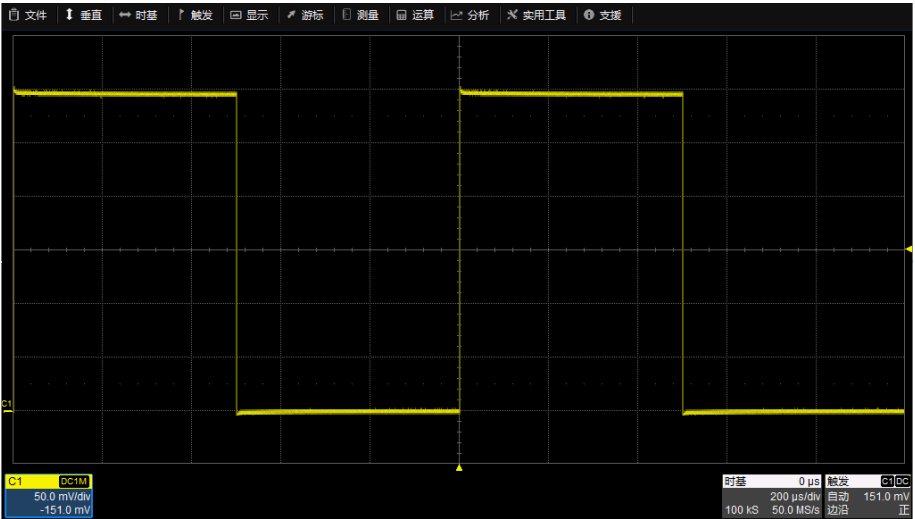 文件 垂直 时基 触发 显示 游标 测量 运算 分析 实用工具 支援
C1
C1 DC1M
50.0 mV/div
-151.0 mV
时基 0 µs
200 µs/div
100 kS 50.0 MS/s
触发 C1 DC
自动 151.0 mV
边沿 正